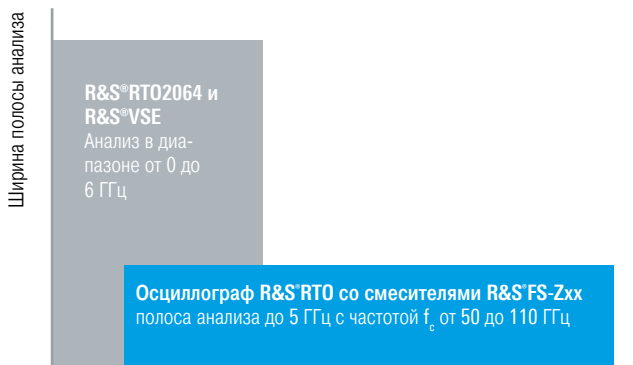 Ширина полосы анализа
R&S®RTO2064 и
R&S®VSE
Анализ в диа-
пазоне от 0 до
6 ГГц
Осциллограф R&S®RTO со смесителями R&S®FS-Zxx
полоса анализа до 5 ГГц с частотой fc от 50 до 110 ГГц